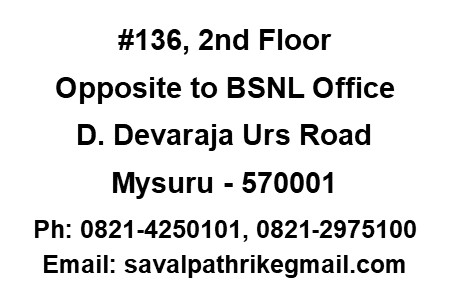 #136, 2nd Floor
Opposite to BSNL Office
D. Devaraja Urs Road
Mysuru - 570001
Ph: 0821-4250101, 0821-2975100
Email: savalpathrikegmail.com